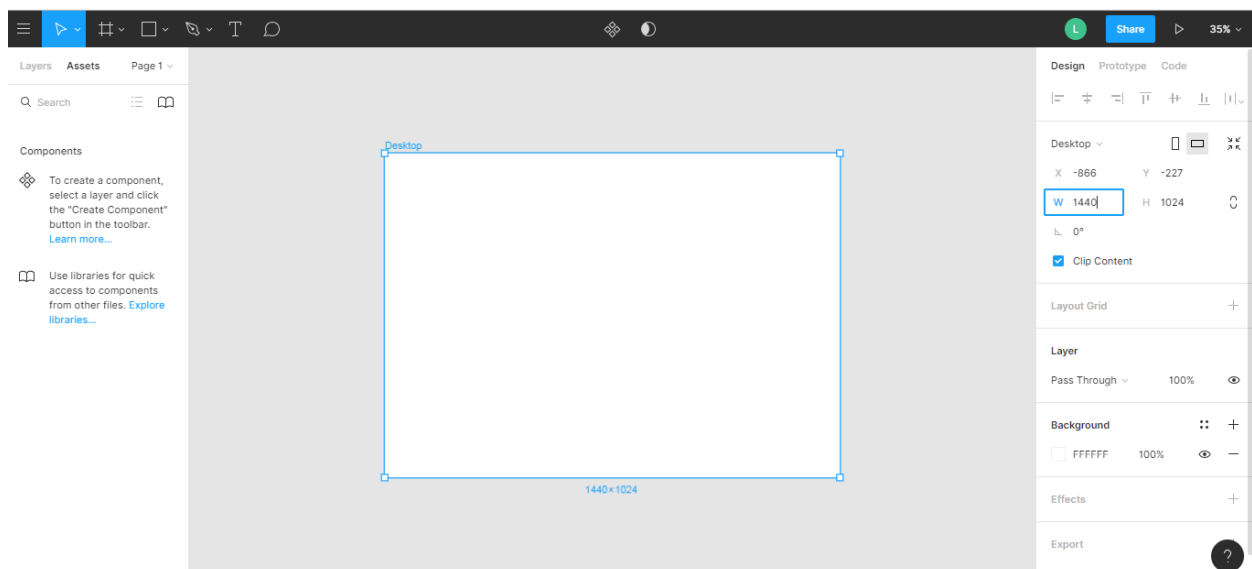 T
L
Share
35%
Layers
Assets
Page 1
Search
Components
To create a component,
select a layer and click
the "Create Component"
button in the toolbar.
Learn more...
Use libraries for quick
access to components
from other files. Explore
libraries...
Desktop
1440×1024
Design
Prototype
Code
Desktop
X -866
Y -227
W 1440
H 1024
0°
Clip Content
Layout Grid
Layer
Pass Through
100%
Background
FFFFFF
100%
Effects
Export
?